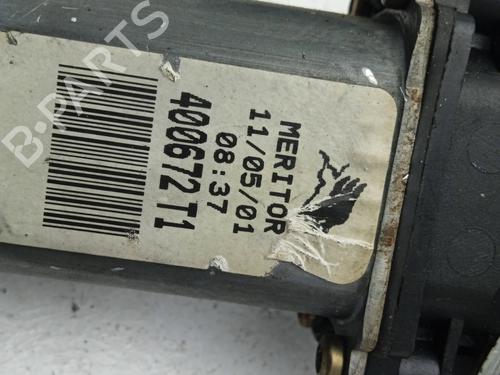 MERITOR
11/05/01
08:37
400672T1
B-PARTS